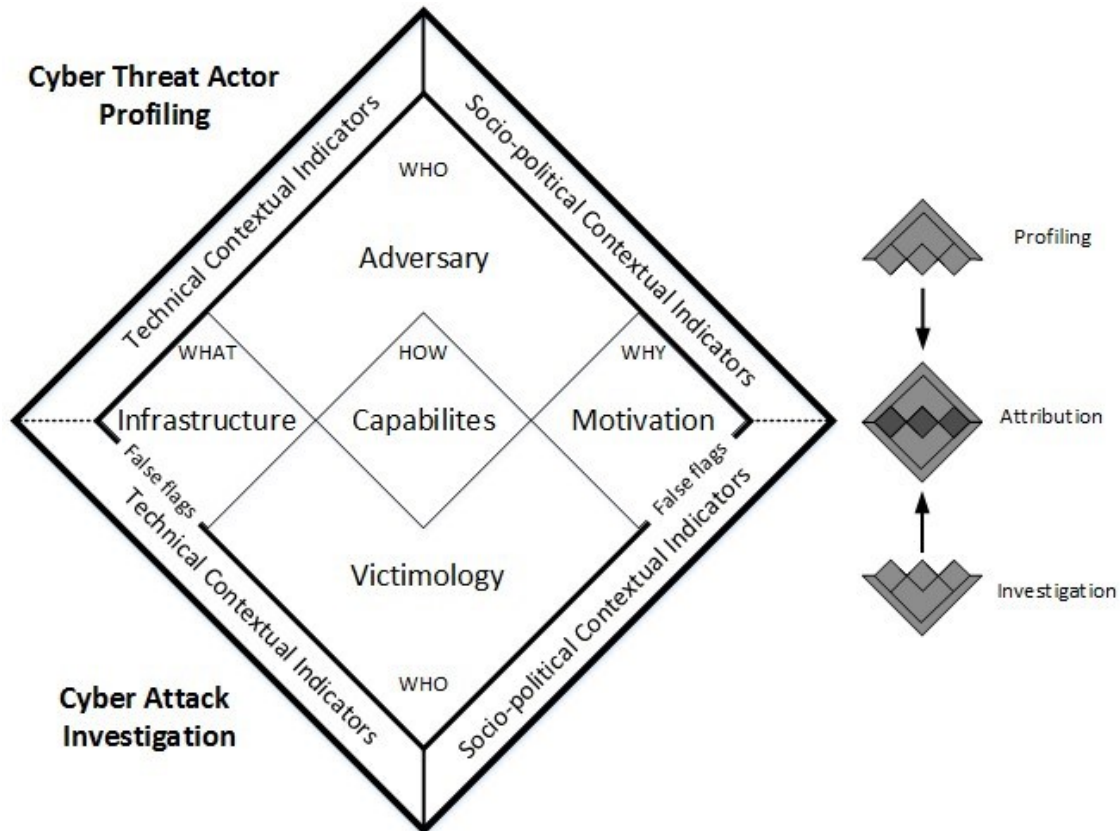 Cyber Threat Actor
Profiling
Technical Contextual Indicators
Socio-political Contextual Indicators
WHO
Adversary
WHAT
HOW
WHY
Infrastructure
Capabilites
Motivation
False flags
False flags
Technical Contextual Indicators
Socio-political Contextual Indicators
Victimology
WHO
Cyber Attack
Investigation
Profiling
Attribution
Investigation